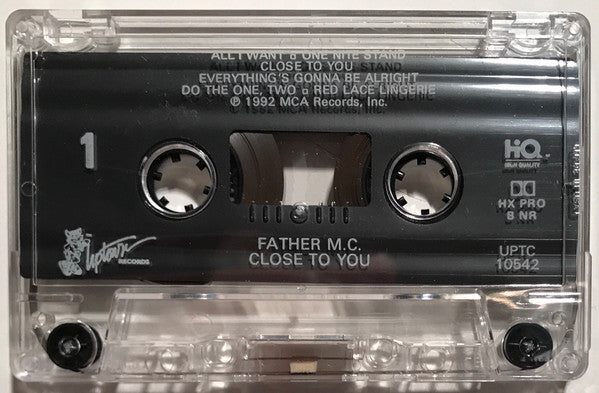 ALL I WANT & ONE NITE STAND
CLOSE TO YOU
EVERYTHING'S GONNA BE ALRIGHT
DO THE ONE, TWO & RED LACE LINGERIE
℗ 1992 MCA Records, Inc.
1
HQ
HIGH QUALITY
HX PRO
B NR
Uptown
RECORDS
FATHER M.C.
CLOSE TO YOU
UPTC
10542